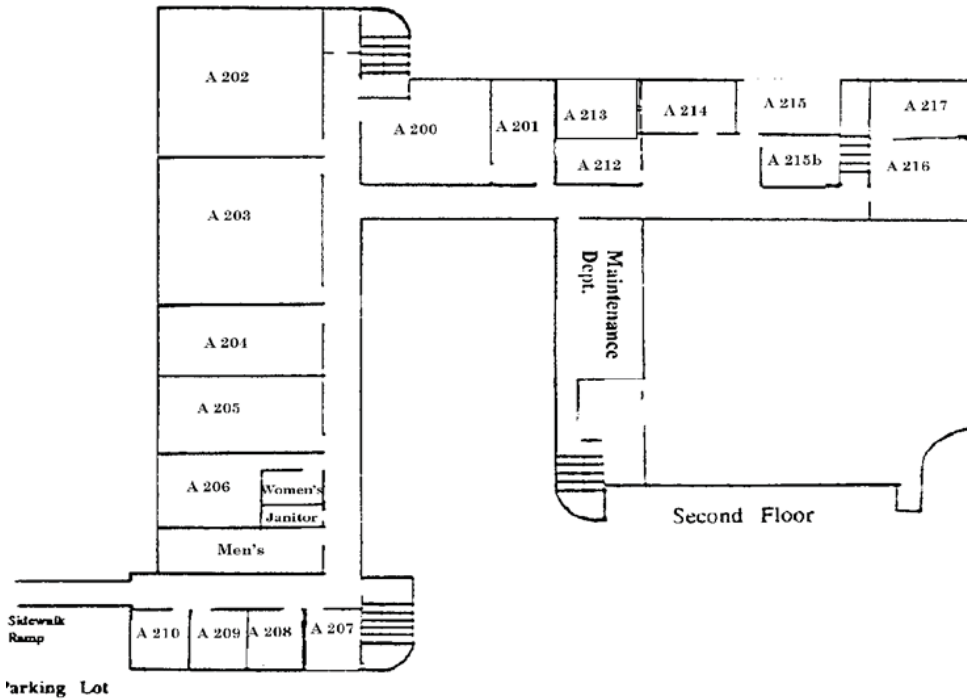 A 202
A 200
A 201
A 213
A 214
A 215
A 217
A 212
A 215b
A 216
A 203
Maintenance
Dept.
A 204
A 205
A 206
Women's
Janitor
Men's
Second Floor
Sidewalk
Ramp
A 210
A 209
A 208
A 207
Parking Lot